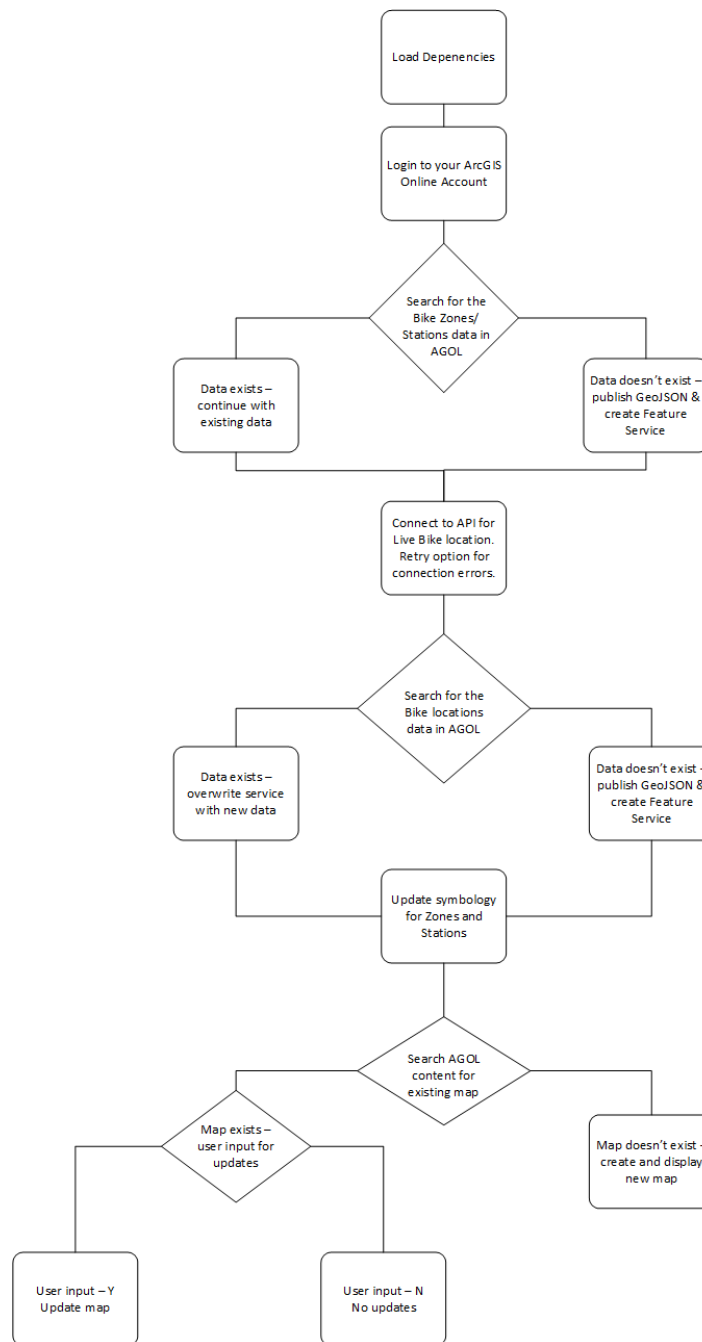 Load Depenencies
Login to your ArcGIS
Online Account
Search for the
Bike Zones/
Stations data in
AGOL
Data exists –
continue with
existing data
Data doesn't exist –
publish GeoJSON &
create Feature
Service
Connect to API for
Live Bike location.
Retry option for
connection errors.
Search for the
Bike locations
data in AGOL
Data exists –
overwrite service
with new data
Data doesn't exist -
publish GeoJSON &
create Feature
Service
Update symbology
for Zones and
Stations
Search AGOL
content for
existing map
Map exists –
user input for
updates
Map doesn't exist -
create and display
new map
User input – Y
Update map
User input – N
No updates